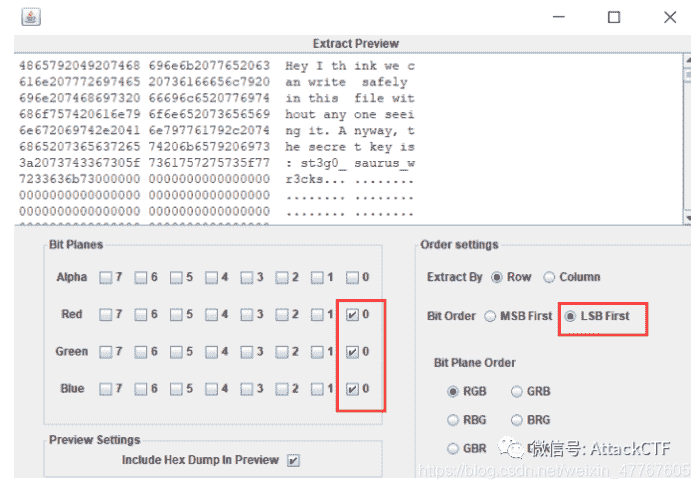 Extract Preview
4865792049207468 696e6b2077652063 Hey I th ink we c
616e207772697465 20736166656c7920 an write  safely
696e207468697320 66696c6520776974 in this  file wit
686f757420616e79 6f6e652073656569 hout any one seei
6e672069742e2041 6e797761792c2074 ng it. A nyway, t
6865207365637265 74206b6579206973 he secre t key is
3a2073743367305f 7361757275735f77 : st3g0_ saurus_w
7233636b73000000 0000000000000000 r3cks... ........
0000000000000000 0000000000000000 ........ ........
0000000000000000 0000000000000000 ........ ........
Bit Planes
Alpha 7 6 5 4 3 2 1 0
Red 7 6 5 4 3 2 1 0
Green 7 6 5 4 3 2 1 0
Blue 7 6 5 4 3 2 1 0
Preview Settings
Include Hex Dump In Preview
Order settings
Extract By Row Column
Bit Order MSB First LSB First
Bit Plane Order
RGB GRB
RBG BRG
GBR
微信号: AttackCTF
https://blog.csdn.net/weixin_47767605